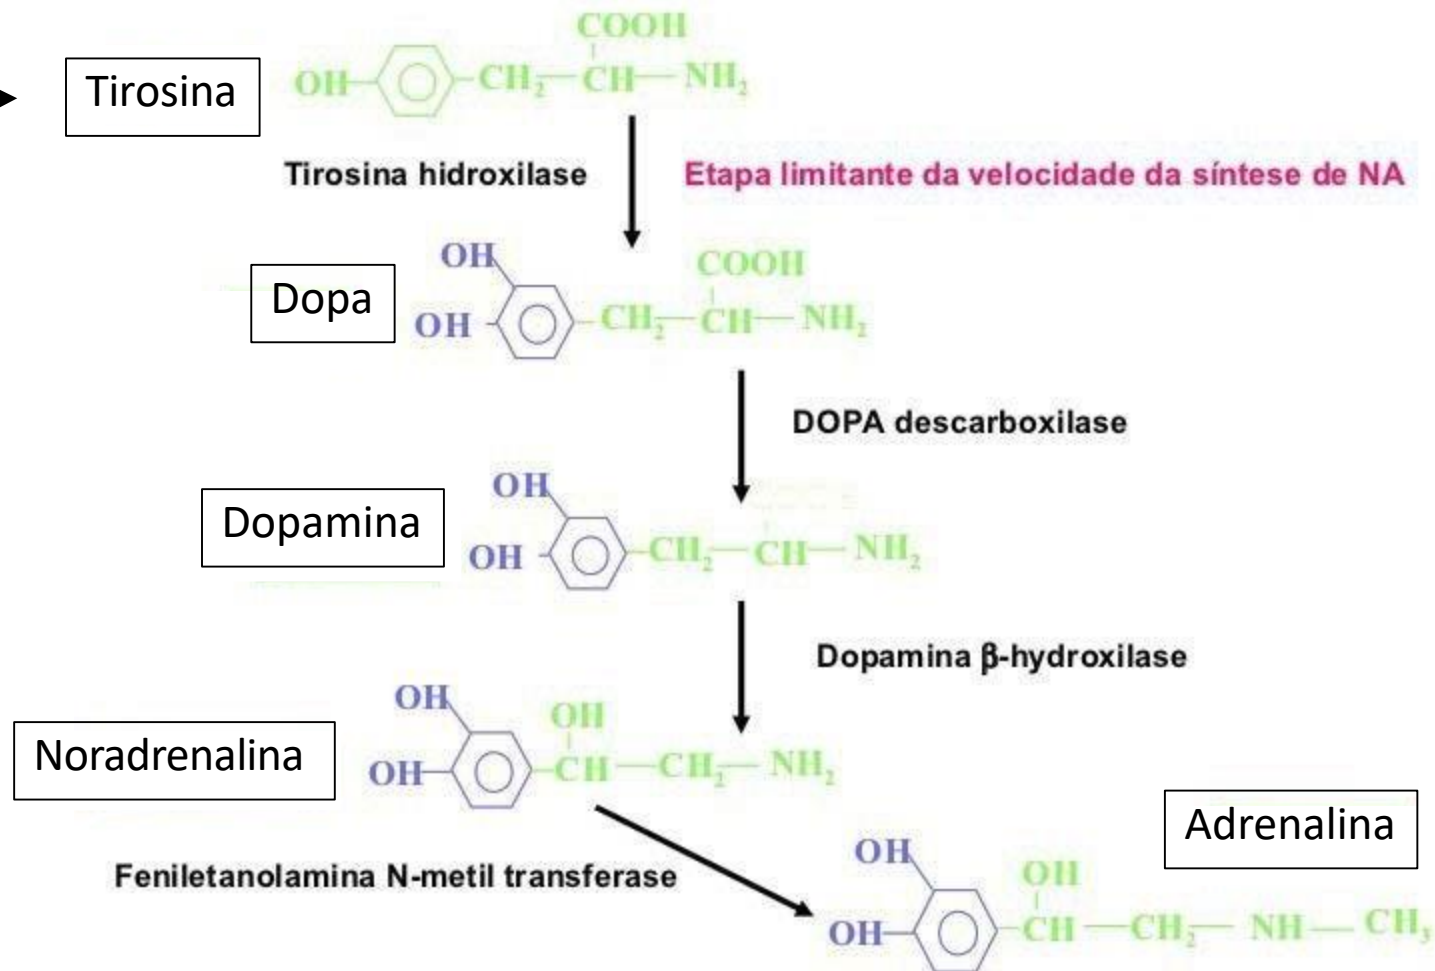 COOH
Tirosina
OH CH₂ CH NH₂
Tirosina hidroxilase
Etapa limitante da velocidade da síntese de NA
OH
COOH
Dopa
OH CH₂ CH NH₂
DOPA descarboxilase
OH
Dopamina
OH CH₂ CH NH₂
Dopamina β-hydroxilase
OH
OH
Noradrenalina
OH CH CH₂ NH₂
Adrenalina
Feniletanolamina N-metil transferase
OH
OH
OH CH CH₂ NH CH₃